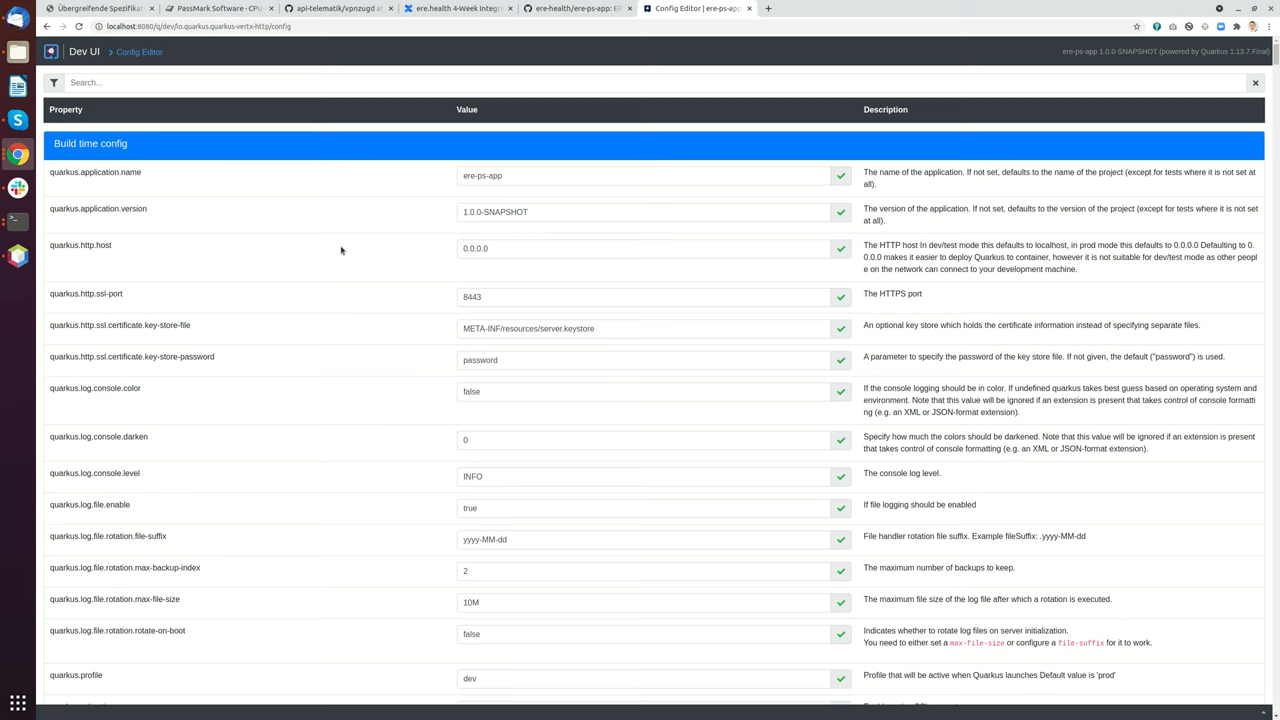 Übergreifende Spezifikat
PassMark Software - CPU
api-telematik/vpnzugd at
ere.health 4-Week Integra
ere-health/ere-ps-app: ER
Config Editor | ere-ps-app
localhost:8080/q/dev/io.quarkus.quarkus-vertx-http/config
Dev UI > Config Editor
ere-ps-app 1.0.0-SNAPSHOT (powered by Quarkus 1.13.7.Final)
Search...
Property Value Description
Build time config
quarkus.application.name ere-ps-app The name of the application. If not set, defaults to the name of the project (except for tests where it is not set at
all).
quarkus.application.version 1.0.0-SNAPSHOT The version of the application. If not set, defaults to the version of the project (except for tests where it is not set
at all).
quarkus.http.host 0.0.0.0 The HTTP host In dev/test mode this defaults to localhost, in prod mode this defaults to 0.0.0.0 Defaulting to 0.
0.0.0 makes it easier to deploy Quarkus to container, however it is not suitable for dev/test mode as other peopl
e on the network can connect to your development machine.
quarkus.http.ssl-port 8443 The HTTPS port
quarkus.http.ssl.certificate.key-store-file META-INF/resources/server.keystore An optional key store which holds the certificate information instead of specifying separate files.
quarkus.http.ssl.certificate.key-store-password password A parameter to specify the password of the key store file. If not given, the default ("password") is used.
quarkus.log.console.color false If the console logging should be in color. If undefined quarkus takes best guess based on operating system and
environment. Note that this value will be ignored if an extension is present that takes control of console formatti
ng (e.g. an XML or JSON-format extension).
quarkus.log.console.darken 0 Specify how much the colors should be darkened. Note that this value will be ignored if an extension is present
that takes control of console formatting (e.g. an XML or JSON-format extension).
quarkus.log.console.level INFO The console log level.
quarkus.log.file.enable true If file logging should be enabled
quarkus.log.file.rotation.file-suffix yyyy-MM-dd File handler rotation file suffix. Example fileSuffix: .yyyy-MM-dd
quarkus.log.file.rotation.max-backup-index 2 The maximum number of backups to keep.
quarkus.log.file.rotation.max-file-size 10M The maximum file size of the log file after which a rotation is executed.
quarkus.log.file.rotation.rotate-on-boot false Indicates whether to rotate log files on server initialization.
You need to either set a max-file-size or configure a file-suffix for it to work.
quarkus.profile dev Profile that will be active when Quarkus launches Default value is 'prod'